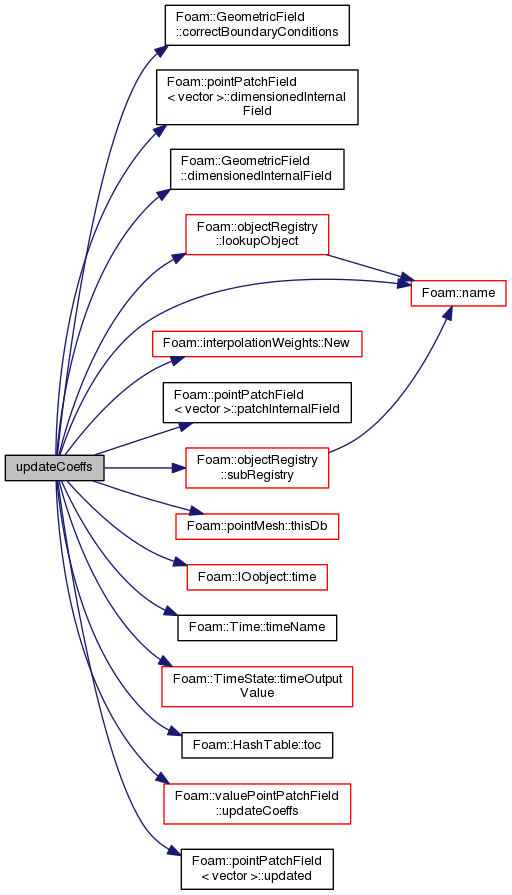 Foam::GeometricField
::correctBoundaryConditions
Foam::pointPatchField
< vector >::dimensionedInternal
Field
Foam::GeometricField
::dimensionedInternalField
Foam::objectRegistry
::lookupObject
Foam::name
Foam::interpolationWeights::New
Foam::pointPatchField
< vector >::patchInternalField
updateCoeffs
Foam::objectRegistry
::subRegistry
Foam::pointMesh::thisDb
Foam::IOobject::time
Foam::Time::timeName
Foam::TimeState::timeOutput
Value
Foam::HashTable::toc
Foam::valuePointPatchField
::updateCoeffs
Foam::pointPatchField
< vector >::updated